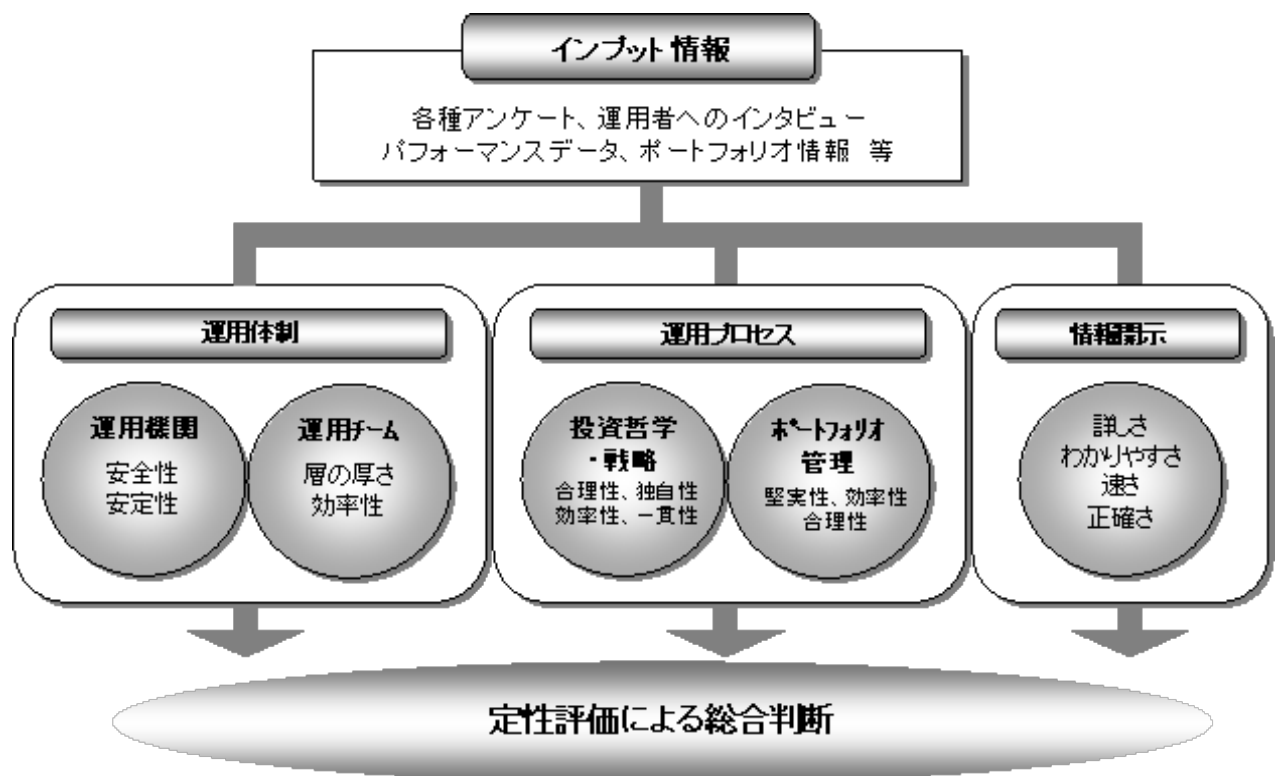 インプット情報
各種アンケート、運用者へのインタビュー
パフォーマンスデータ、ポートフォリオ情報 等
運用体制
運用機関
安全性
安定性
運用チーム
層の厚さ
効率性
運用プロセス
投資哲学
・戦略
合理性、独自性
効率性、一貫性
ポートフォリオ
管理
堅実性、効率性
合理性
情報開示
詳しさ
わかりやすさ
速さ
正確さ
定性評価による総合判断